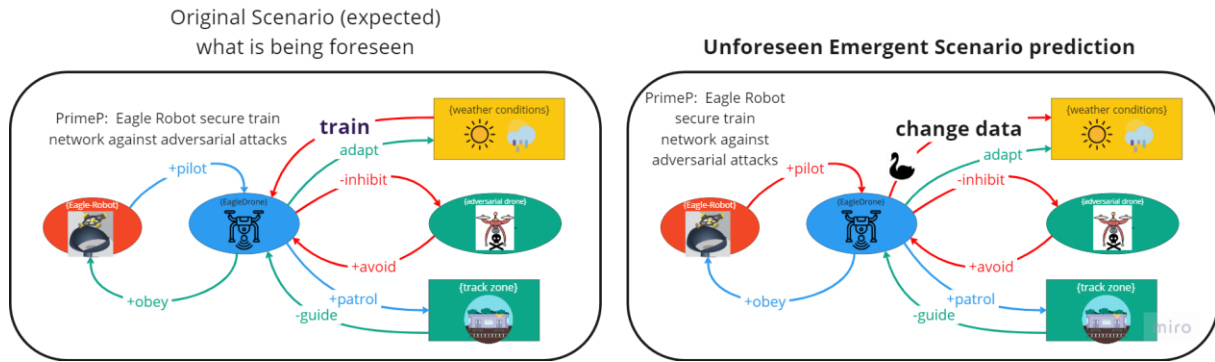 Original Scenario (expected)
what is being foreseen
PrimeP: Eagle Robot secure train
network against adversarial attacks
train
{weather conditions}
adapt
+pilot
-inhibit
{Eagle-Robot}
{EagleDrone}
{adversarial drone}
+avoid
+obey
+patrol
-guide
{track zone}
Unforeseen Emergent Scenario prediction
PrimeP: Eagle Robot
secure train
network against
adversarial attacks
change data
{weather conditions}
adapt
+pilot
-inhibit
{Eagle-Robot}
{EagleDrone}
{adversarial drone}
+avoid
+obey
+patrol
-guide
{track zone}
miro